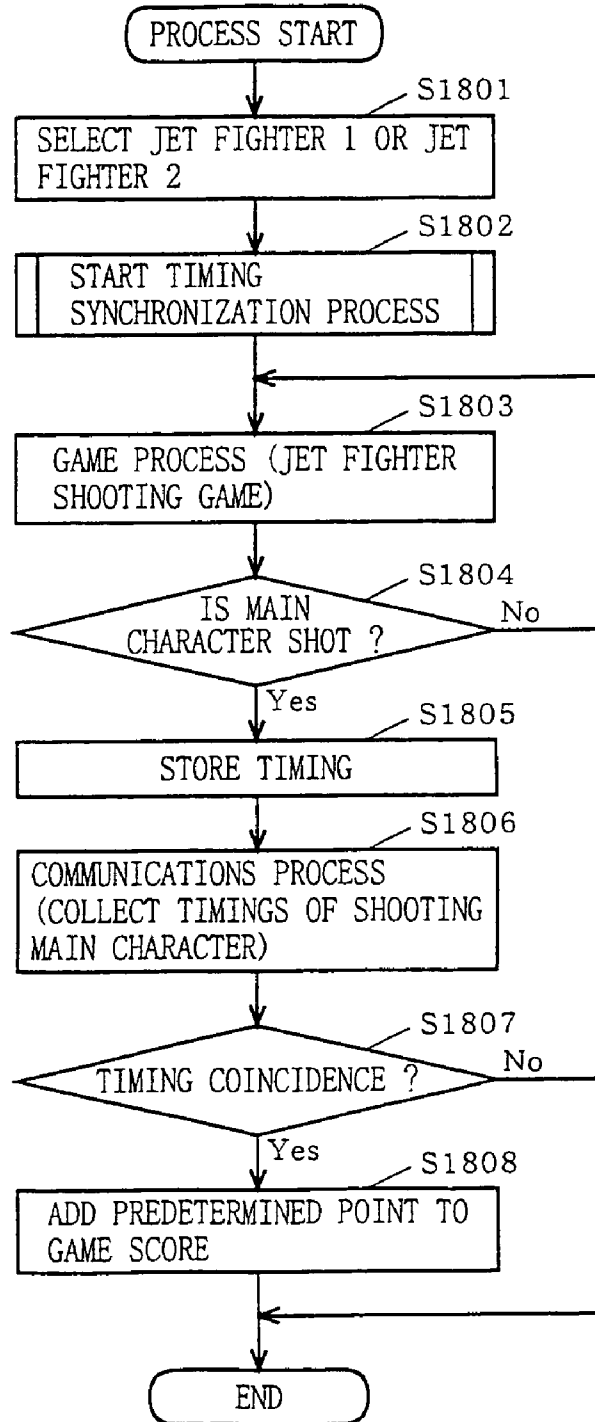 PROCESS START
S1801
SELECT JET FIGHTER 1 OR JET
FIGHTER 2
S1802
START TIMING
SYNCHRONIZATION PROCESS
S1803
GAME PROCESS (JET FIGHTER
SHOOTING GAME)
S1804
IS MAIN
CHARACTER SHOT ?
No
Yes
S1805
STORE TIMING
S1806
COMMUNICATIONS PROCESS
(COLLECT TIMINGS OF SHOOTING
MAIN CHARACTER)
S1807
TIMING COINCIDENCE ?
No
Yes
S1808
ADD PREDETERMINED POINT TO
GAME SCORE
END